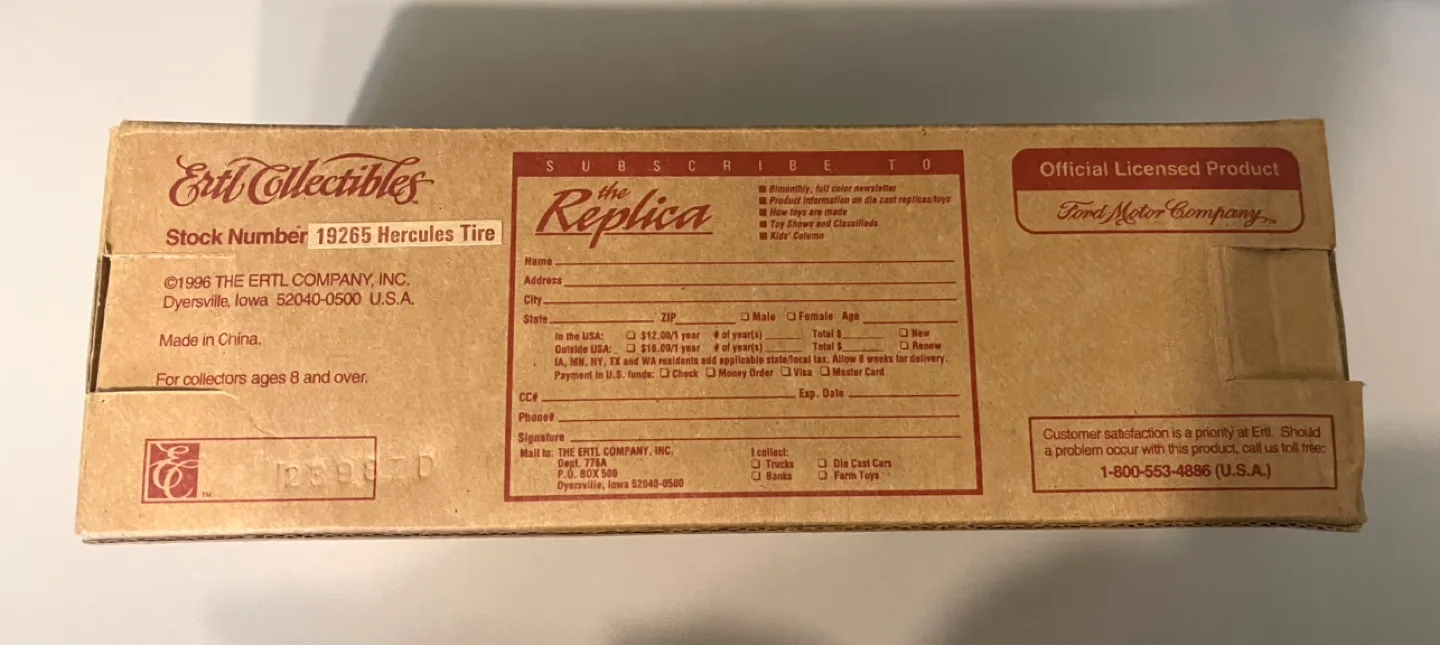 Ertl Collectibles™
Stock Number 19265 Hercules Tire
©1996 THE ERTL COMPANY, INC.
Dyersville, Iowa 52040-0500 U.S.A.
Made in China.
For collectors ages 8 and over.
E ™
SUBSCRIBE TO
the
Replica
■ Bimonthly, full color newsletter
■ Product information on die cast replicas/toys
■ How toys are made
■ Toy Shows and Classifieds
■ Kids' Column
Name
Address
City
State ZIP ❑ Male ❑ Female Age
In the USA: ❑ $12.00/1 year # of year(s) Total $ ❑ New
Outside USA: ❑ $16.00/1 year # of year(s) Total $ ❑ Renew
IA, MN, NY, TX and WA residents add applicable state/local tax. Allow 8 weeks for delivery.
Payment in U.S. funds: ❑ Check ❑ Money Order ❑ Visa ❑ Master Card
CC# Exp. Date
Phone#
Signature
Mail to: THE ERTL COMPANY, INC.
Dept. 776A
P.O. BOX 500
Dyersville, Iowa 52040-0500
I collect:
❑ Trucks ❑ Die Cast Cars
❑ Banks ❑ Farm Toys
Official Licensed Product
Ford Motor Company™
Customer satisfaction is a priority at Ertl. Should
a problem occur with this product, call us toll free:
1-800-553-4886 (U.S.A.)